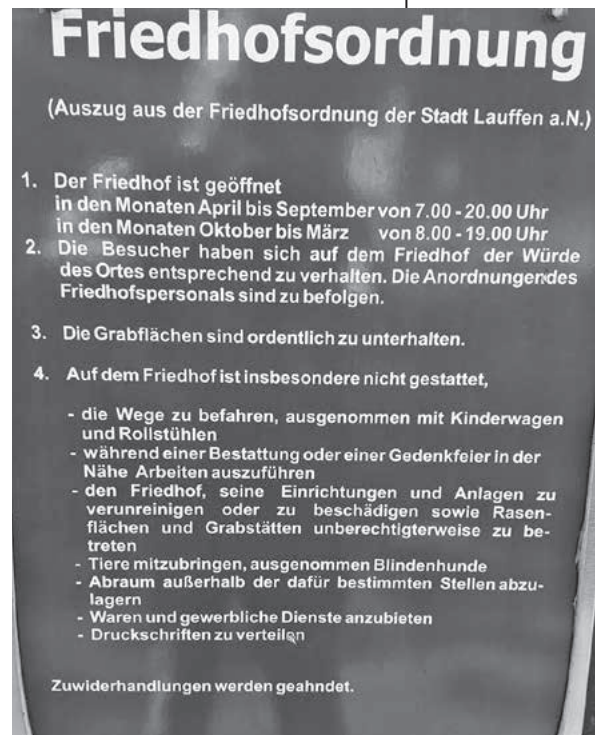 Friedhofsordnung
(Auszug aus der Friedhofsordnung der Stadt Lauffen a.N.)
1. Der Friedhof ist geöffnet
in den Monaten April bis September von 7.00 - 20.00 Uhr
in den Monaten Oktober bis März von 8.00 - 19.00 Uhr
2. Die Besucher haben sich auf dem Friedhof der Würde
des Ortes entsprechend zu verhalten. Die Anordnungen des
Friedhofspersonals sind zu befolgen.
3. Die Grabflächen sind ordentlich zu unterhalten.
4. Auf dem Friedhof ist insbesondere nicht gestattet,
- die Wege zu befahren, ausgenommen mit Kinderwagen
und Rollstühlen
- während einer Bestattung oder einer Gedenkfeier in der
Nähe Arbeiten auszuführen
- den Friedhof, seine Einrichtungen und Anlagen zu
verunreinigen oder zu beschädigen sowie Rasen-
flächen und Grabstätten unberechtigterweise zu be-
treten
- Tiere mitzubringen, ausgenommen Blindenhunde
- Abraum außerhalb der dafür bestimmten Stellen abzu-
lagern
- Waren und gewerbliche Dienste anzubieten
- Druckschriften zu verteilen
Zuwiderhandlungen werden geahndet.